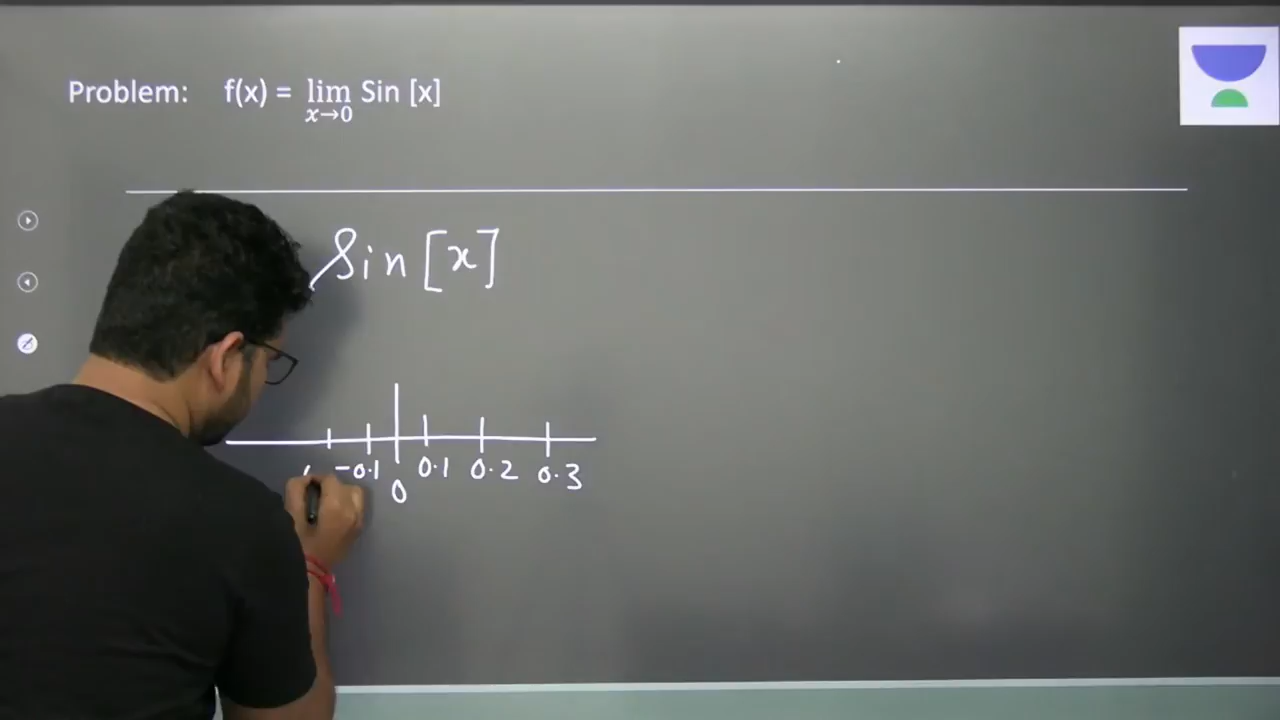 Problem: f(x) = lim x→0 Sin [x]
Sin [x]
-0.1 0.1 0.2 0.3
0